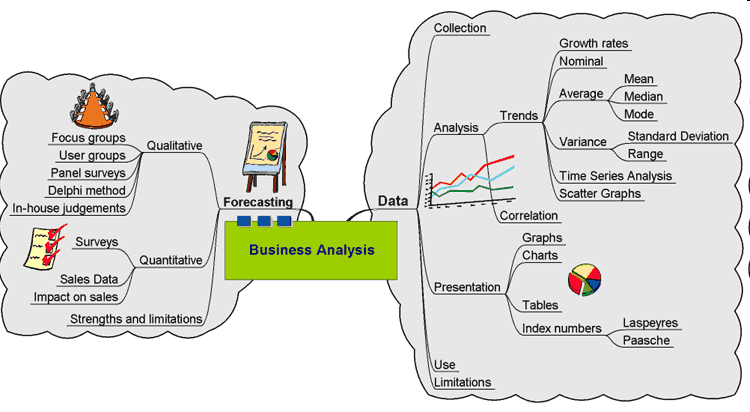 Business Analysis
Forecasting
Qualitative
Focus groups
User groups
Panel surveys
Delphi method
In-house judgements
Quantitative
Surveys
Sales Data
Impact on sales
Strengths and limitations
Data
Collection
Analysis
Trends
Growth rates
Nominal
Average
Mean
Median
Mode
Variance
Standard Deviation
Range
Time Series Analysis
Scatter Graphs
Correlation
Presentation
Graphs
Charts
Tables
Index numbers
Laspeyres
Paasche
Use
Limitations